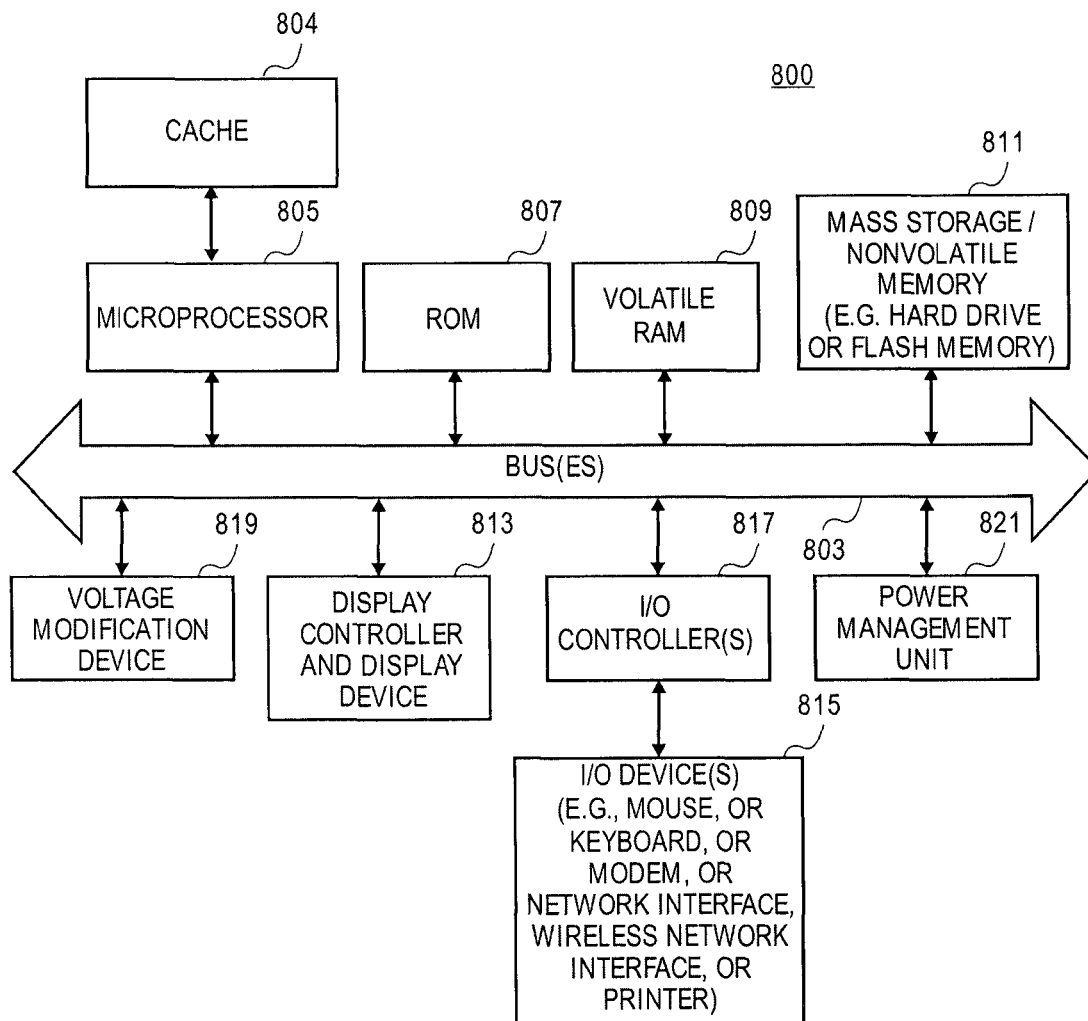 804
800
CACHE
811
805
807
809
MASS STORAGE /
NONVOLATILE
MEMORY
(E.G. HARD DRIVE
OR FLASH MEMORY)
MICROPROCESSOR
ROM
VOLATILE
RAM
BUS(ES)
819
813
817
803
821
VOLTAGE
MODIFICATION
DEVICE
DISPLAY
CONTROLLER
AND DISPLAY
DEVICE
I/O
CONTROLLER(S)
POWER
MANAGEMENT
UNIT
815
I/O DEVICE(S)
(E.G., MOUSE, OR
KEYBOARD, OR
MODEM, OR
NETWORK INTERFACE,
WIRELESS NETWORK
INTERFACE, OR
PRINTER)